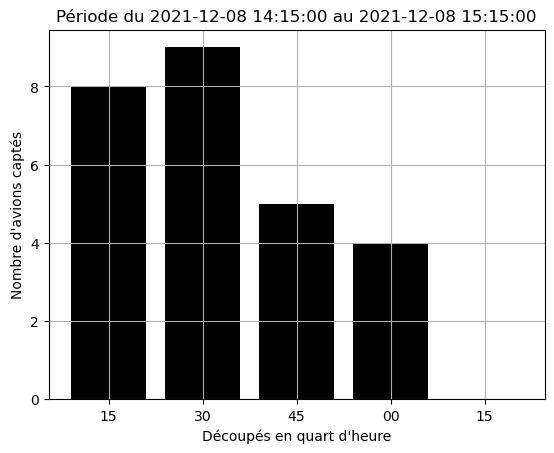 Période du 2021-12-08 14:15:00 au 2021-12-08 15:15:00
Nombre d'avions captés
8
6
4
2
0
15 30 45 00 15
Découpés en quart d'heure